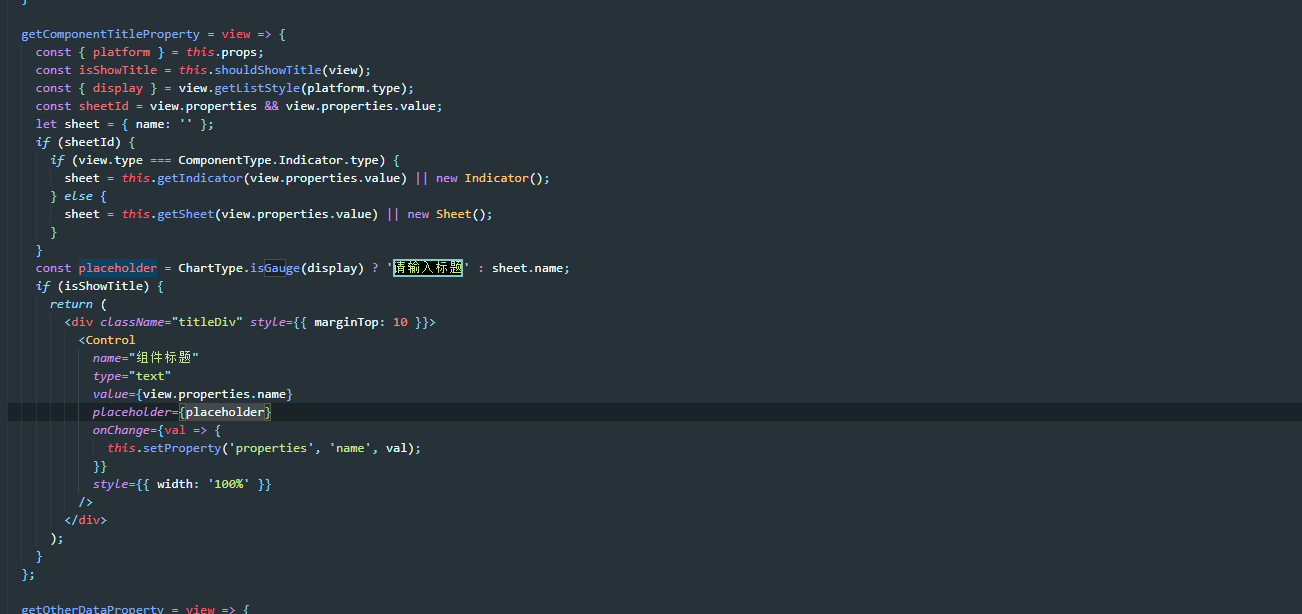 }
getComponentTitleProperty = view => {
const { platform } = this.props;
const isShowTitle = this.shouldShowTitle(view);
const { display } = view.getListStyle(platform.type);
const sheetId = view.properties && view.properties.value;
let sheet = { name: '' };
if (sheetId) {
if (view.type === ComponentType.Indicator.type) {
sheet = this.getIndicator(view.properties.value) || new Indicator();
} else {
sheet = this.getSheet(view.properties.value) || new Sheet();
}
}
const placeholder = ChartType.isGauge(display) ? '请输入标题' : sheet.name;
if (isShowTitle) {
return (
<div className="titleDiv" style={{ marginTop: 10 }}>
<Control
name="组件标题"
type="text"
value={view.properties.name}
placeholder={placeholder}
onChange={val => {
this.setProperty('properties', 'name', val);
}}
style={{ width: '100%' }}
/>
</div>
);
}
};
getOtherDataProperty = view => {